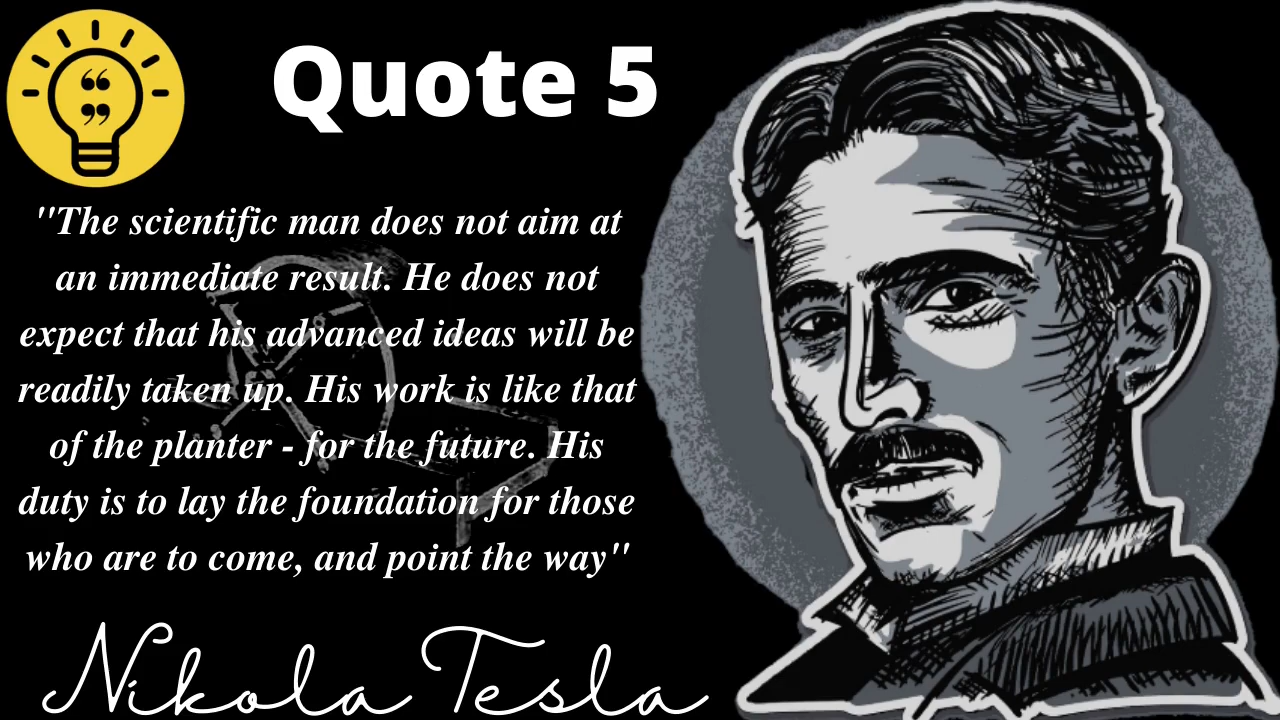 Quote 5
"The scientific man does not aim at
an immediate result. He does not
expect that his advanced ideas will be
readily taken up. His work is like that
of the planter - for the future. His
duty is to lay the foundation for those
who are to come, and point the way"
Nikola Tesla